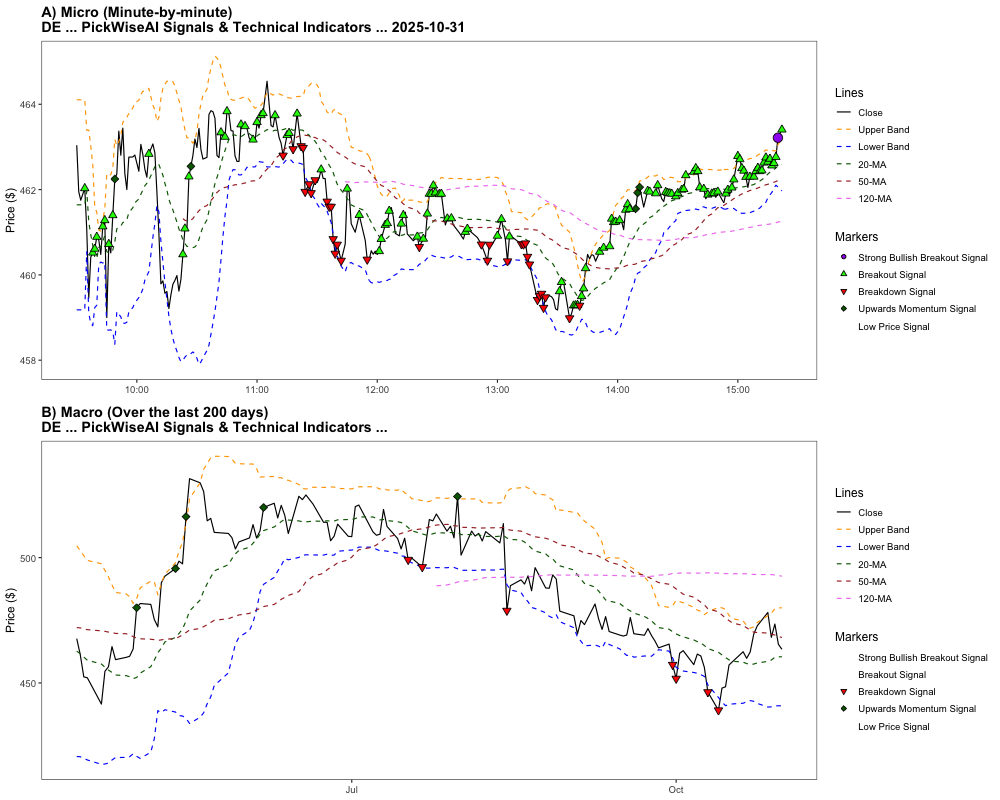 A) Micro (Minute-by-minute)
DE ... PickWiseAI Signals & Technical Indicators ... 2025-10-31
Price ($)
464
462
460
458
10:00
11:00
12:00
13:00
14:00
15:00
Lines
Close
Upper Band
Lower Band
20-MA
50-MA
120-MA
Markers
Strong Bullish Breakout Signal
Breakout Signal
Breakdown Signal
Upwards Momentum Signal
Low Price Signal
B) Macro (Over the last 200 days)
DE ... PickWiseAI Signals & Technical Indicators ...
Price ($)
500
450
Jul
Oct
Lines
Close
Upper Band
Lower Band
20-MA
50-MA
120-MA
Markers
Strong Bullish Breakout Signal
Breakout Signal
Breakdown Signal
Upwards Momentum Signal
Low Price Signal